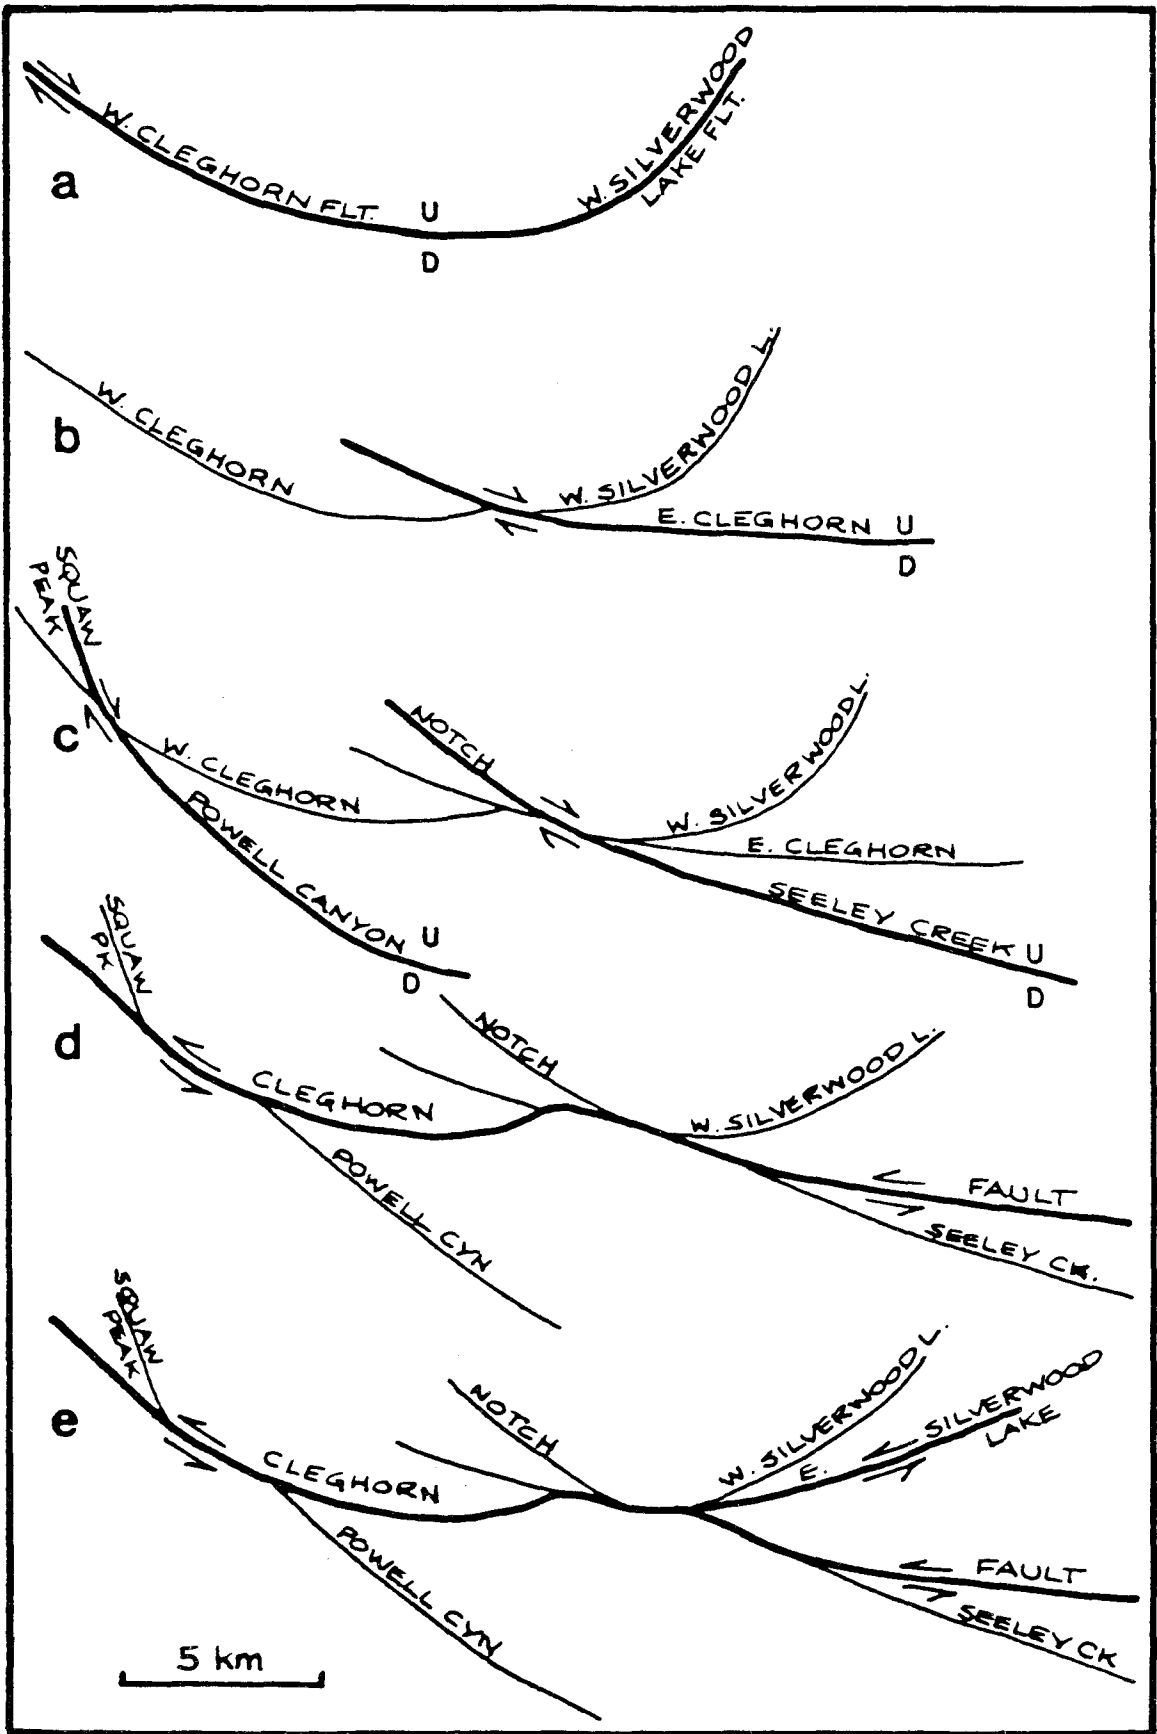 a
W. CLEGHORN FLT.
U
D
W. SILVERWOOD
LAKE FLT.
b
W. CLEGHORN
W. SILVERWOOD L.
E. CLEGHORN U
D
c
SQUAW
PEAK
W. CLEGHORN
POWELL CANYON U
D
NOTCH
W. SILVERWOOD L.
E. CLEGHORN
SEELEY CREEK U
D
d
SQUAW
PK
CLEGHORN
POWELL CYN
NOTCH
W. SILVERWOOD L.
FAULT
SEELEY CK.
e
SQUAW
PEAK
CLEGHORN
POWELL CYN
NOTCH
W. SILVERWOOD L.
E. SILVERWOOD
LAKE
FAULT
SEELEY CK
5 km